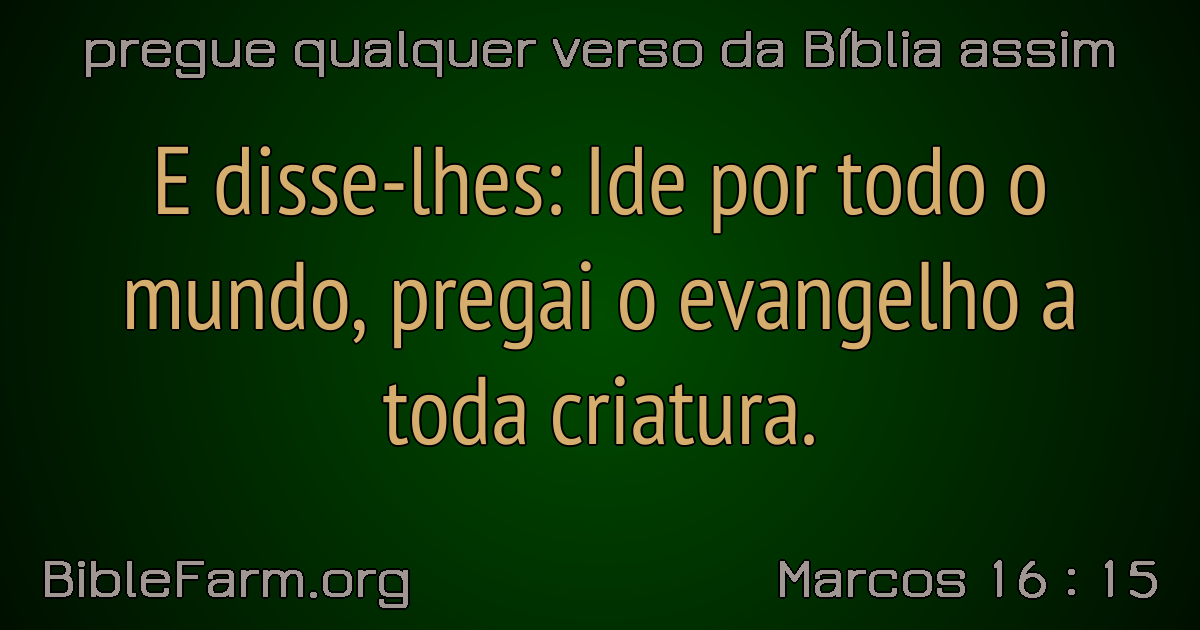 pregue qualquer verso da Bíblia assim
E disse-lhes: Ide por todo o
mundo, pregai o evangelho a
toda criatura.
BibleFarm.org
Marcos 16 : 15